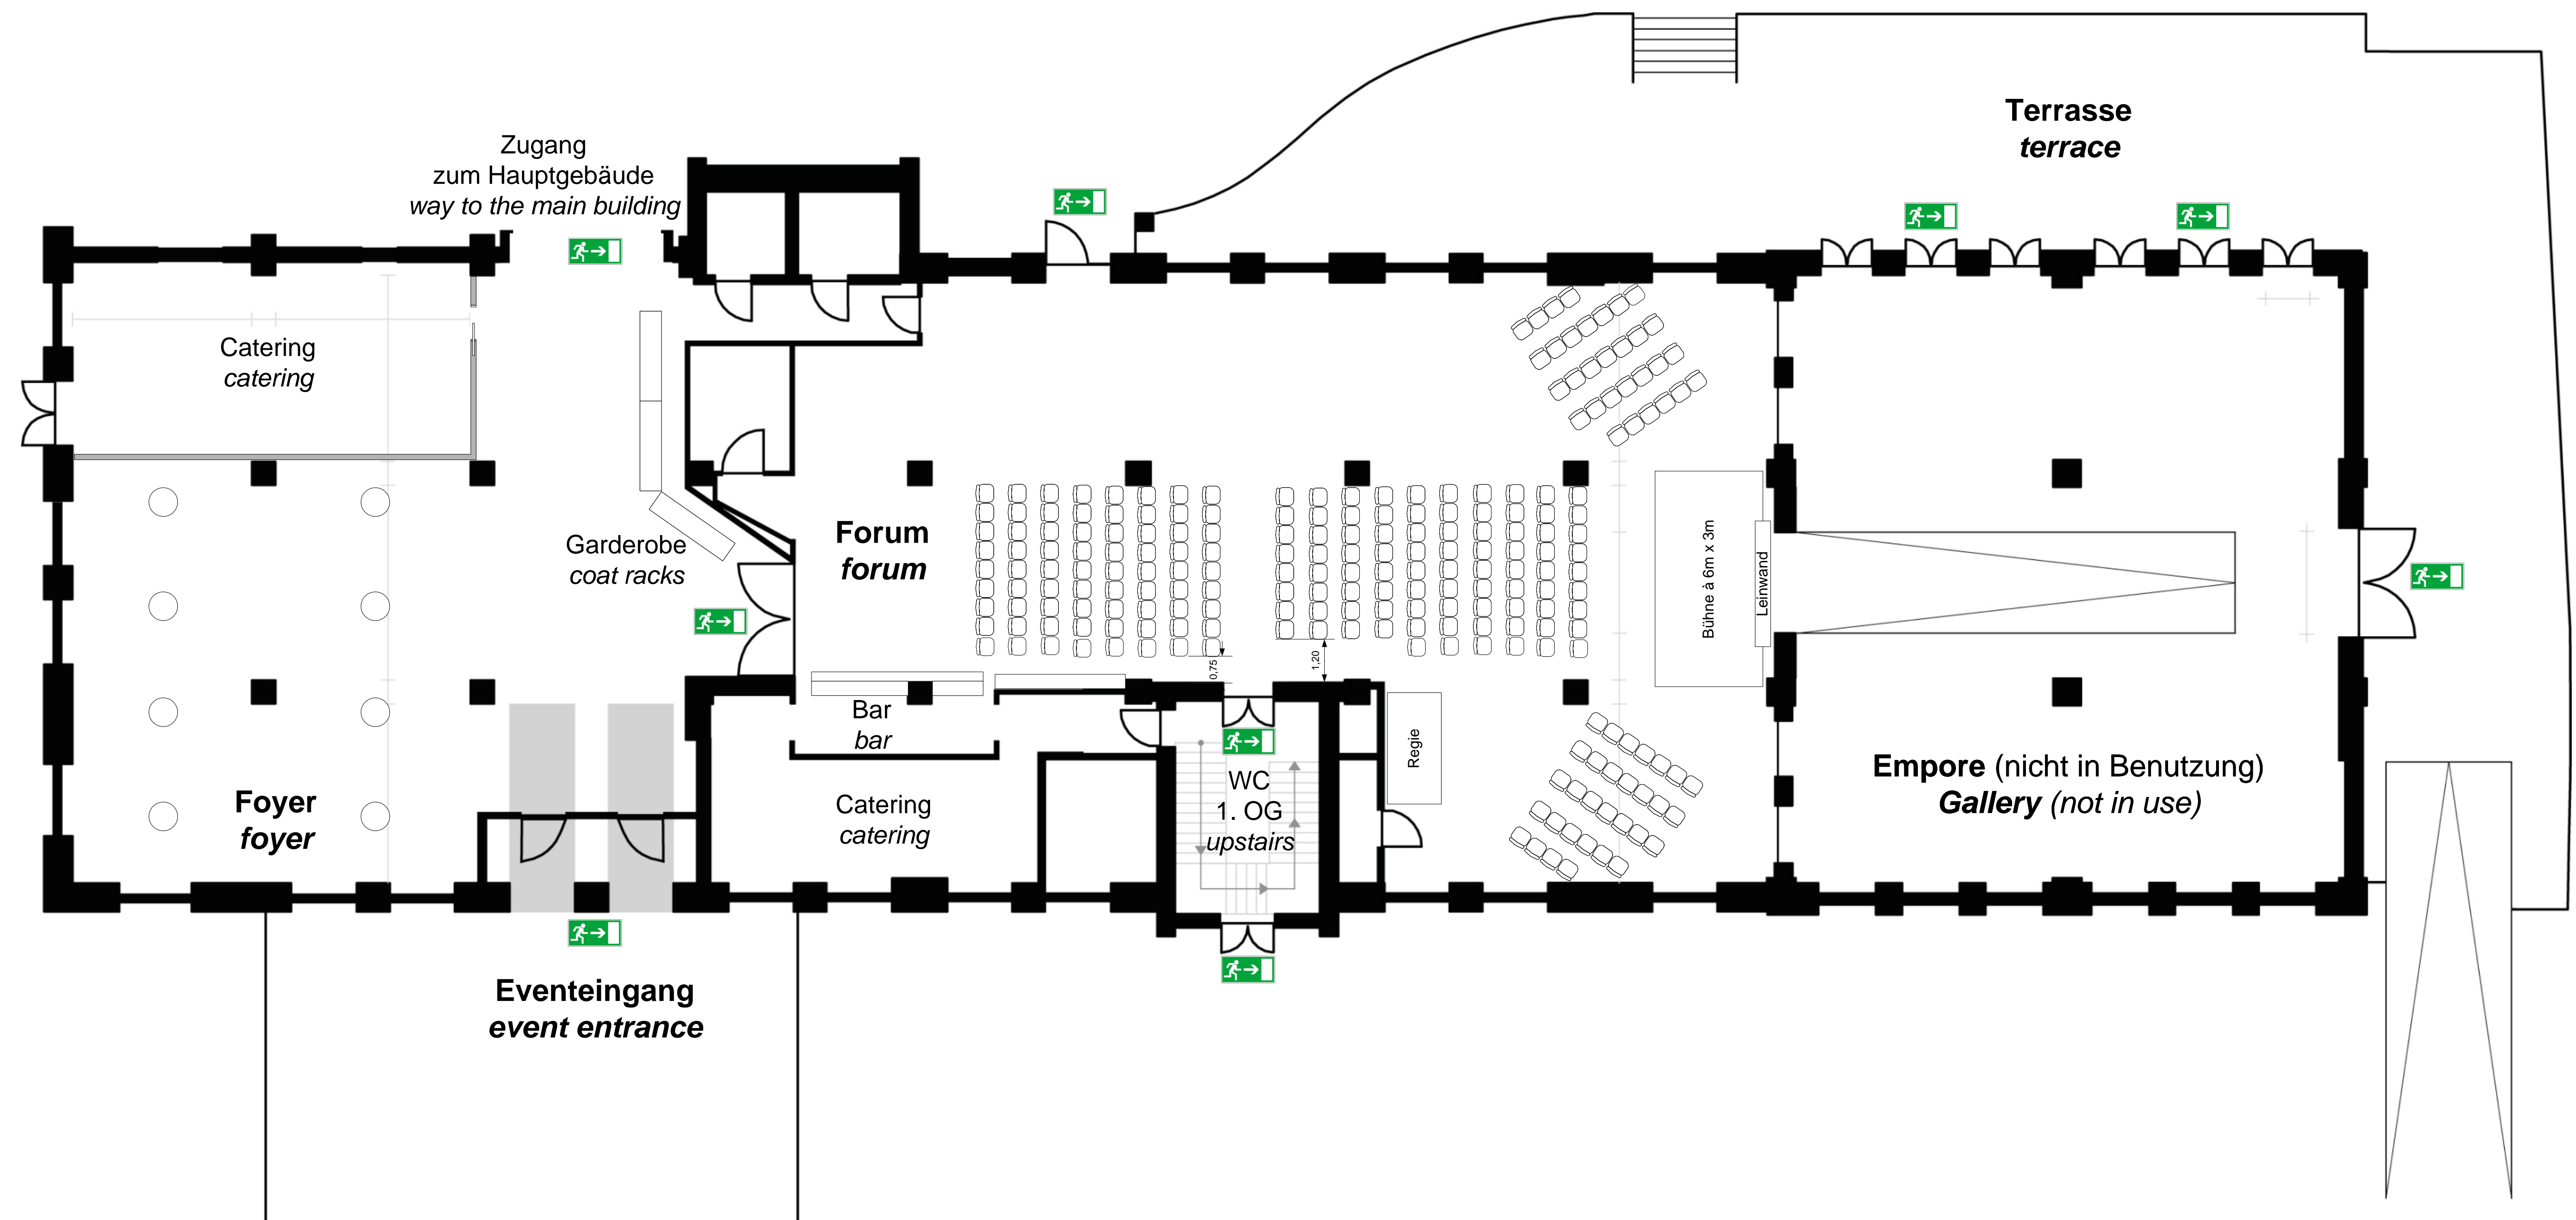 Terrasse
terrace
Zugang
zum Hauptgebäude
way to the main building
Catering
catering
Garderobe
coat racks
Forum
forum
Bühne à 6m x 3m
Leinwand
0,75
1,20
Bar
bar
Regie
WC
1. OG
upstairs
Catering
catering
Foyer
foyer
Empore (nicht in Benutzung)
Gallery (not in use)
Eventeingang
event entrance